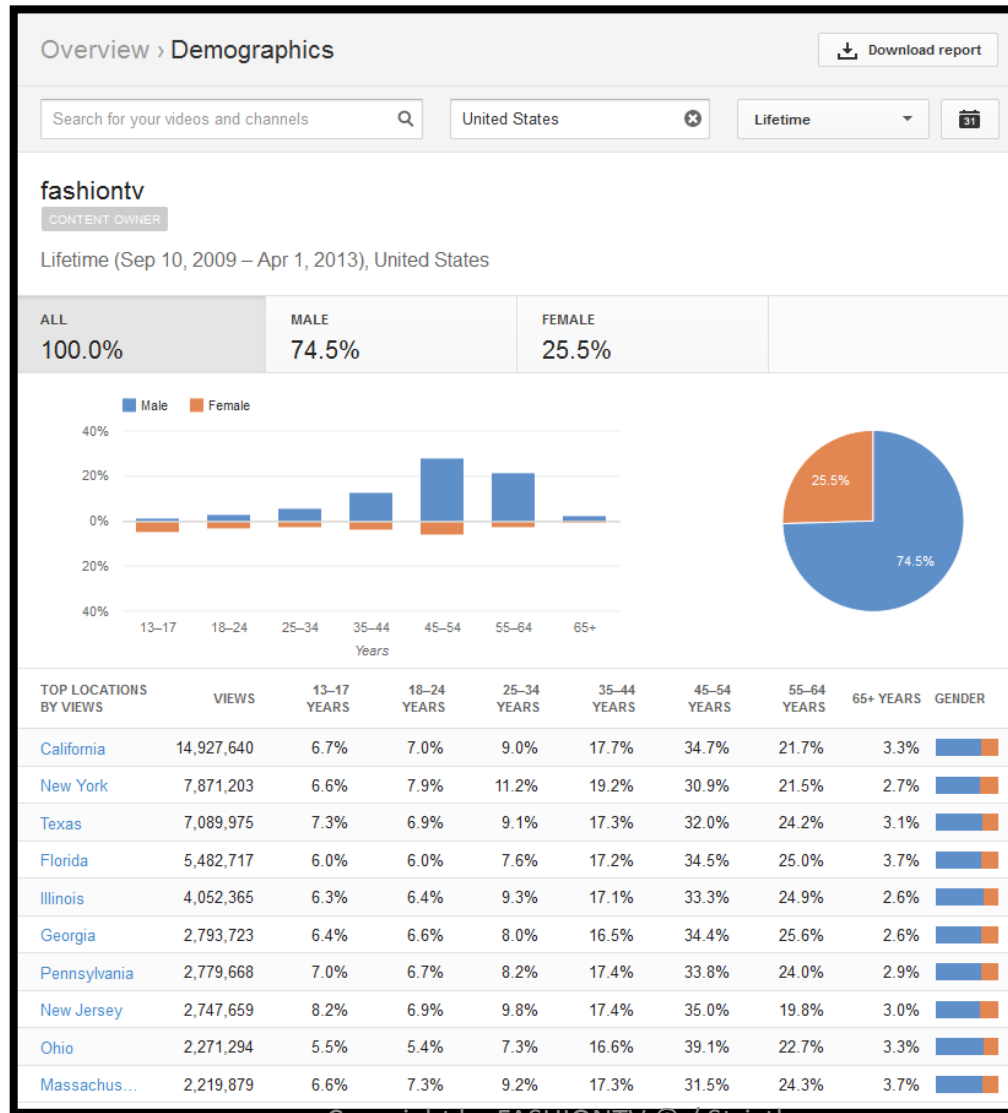 Overview › Demographics
Download report
Search for your videos and channels
United States
Lifetime
31
fashiontv
CONTENT OWNER
Lifetime (Sep 10, 2009 – Apr 1, 2013), United States
ALL MALE FEMALE
100.0% 74.5% 25.5%
Male Female
40%
20%
0%
20%
40%
13–17 18–24 25–34 35–44 45–54 55–64 65+
Years
25.5%
74.5%
TOP LOCATIONS BY VIEWS VIEWS 13–17 YEARS 18–24 YEARS 25–34 YEARS 35–44 YEARS 45–54 YEARS 55–64 YEARS 65+ YEARS GENDER
California 14,927,640 6.7% 7.0% 9.0% 17.7% 34.7% 21.7% 3.3%
New York 7,871,203 6.6% 7.9% 11.2% 19.2% 30.9% 21.5% 2.7%
Texas 7,089,975 7.3% 6.9% 9.1% 17.3% 32.0% 24.2% 3.1%
Florida 5,482,717 6.0% 6.0% 7.6% 17.2% 34.5% 25.0% 3.7%
Illinois 4,052,365 6.3% 6.4% 9.3% 17.1% 33.3% 24.9% 2.6%
Georgia 2,793,723 6.4% 6.6% 8.0% 16.5% 34.4% 25.6% 2.6%
Pennsylvania 2,779,668 7.0% 6.7% 8.2% 17.4% 33.8% 24.0% 2.9%
New Jersey 2,747,659 8.2% 6.9% 9.8% 17.4% 35.0% 19.8% 3.0%
Ohio 2,271,294 5.5% 5.4% 7.3% 16.6% 39.1% 22.7% 3.3%
Massachus... 2,219,879 6.6% 7.3% 9.2% 17.3% 31.5% 24.3% 3.7%
Copyright by FASHIONTV © /